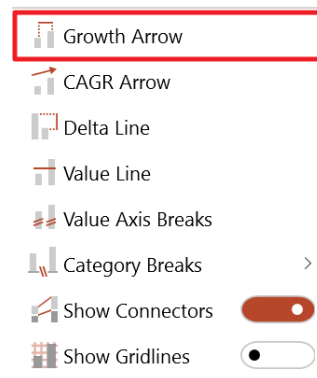 Growth Arrow
CAGR Arrow
Delta Line
Value Line
Value Axis Breaks
Category Breaks
Show Connectors
Show Gridlines